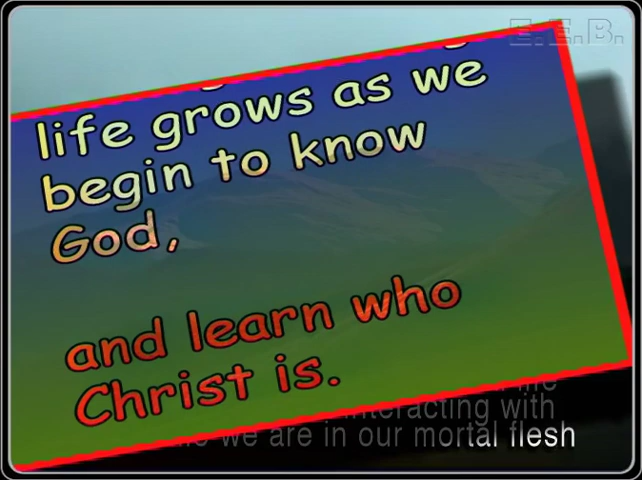 E.E.B.
life grows as we
begin to know
God,
and learn who
Christ is.
interacting with
we are in our mortal flesh